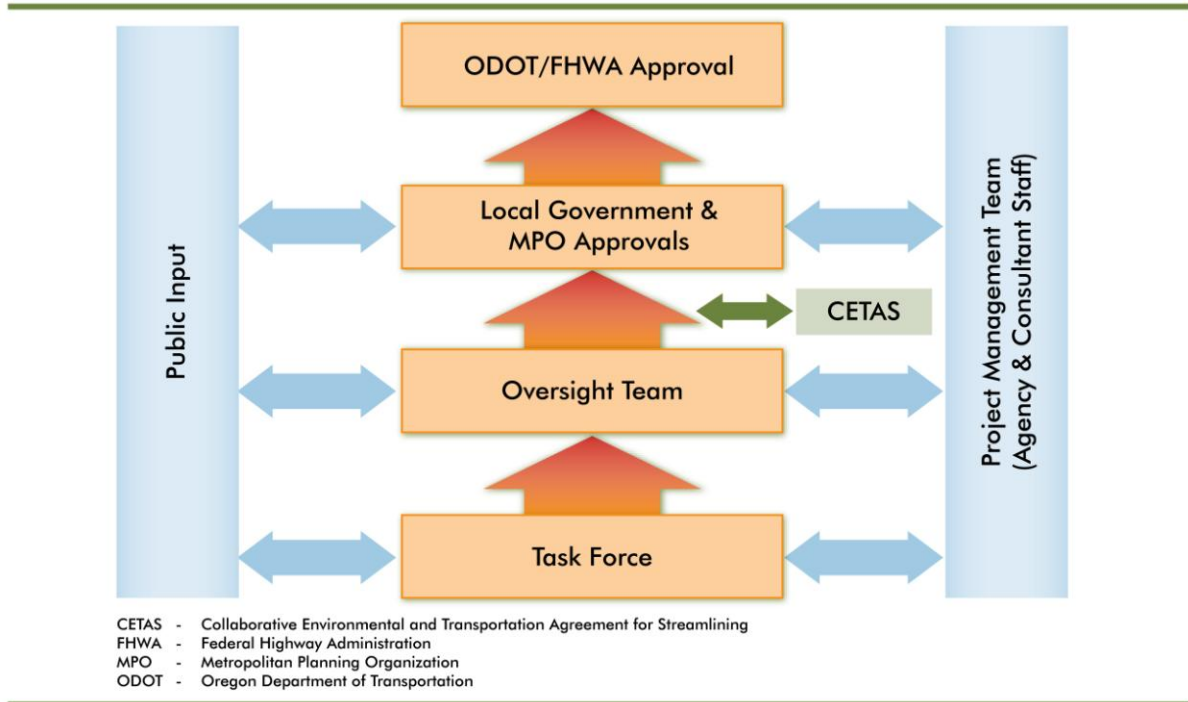 ODOT/FHWA Approval
Local Government &
MPO Approvals
CETAS
Oversight Team
Task Force
Public Input
Project Management Team
(Agency & Consultant Staff)
CETAS - Collaborative Environmental and Transportation Agreement for Streamlining
FHWA - Federal Highway Administration
MPO - Metropolitan Planning Organization
ODOT - Oregon Department of Transportation